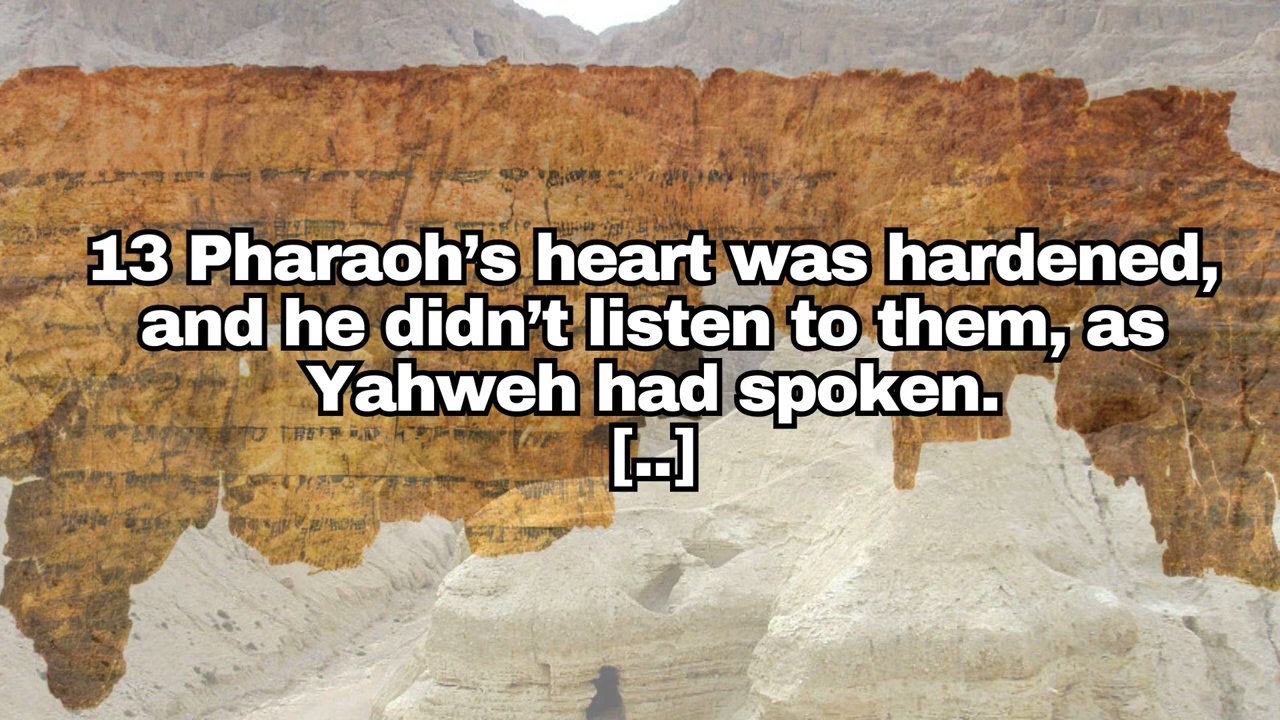 13 Pharaoh’s heart was hardened,
and he didn’t listen to them, as
Yahweh had spoken.
[..]